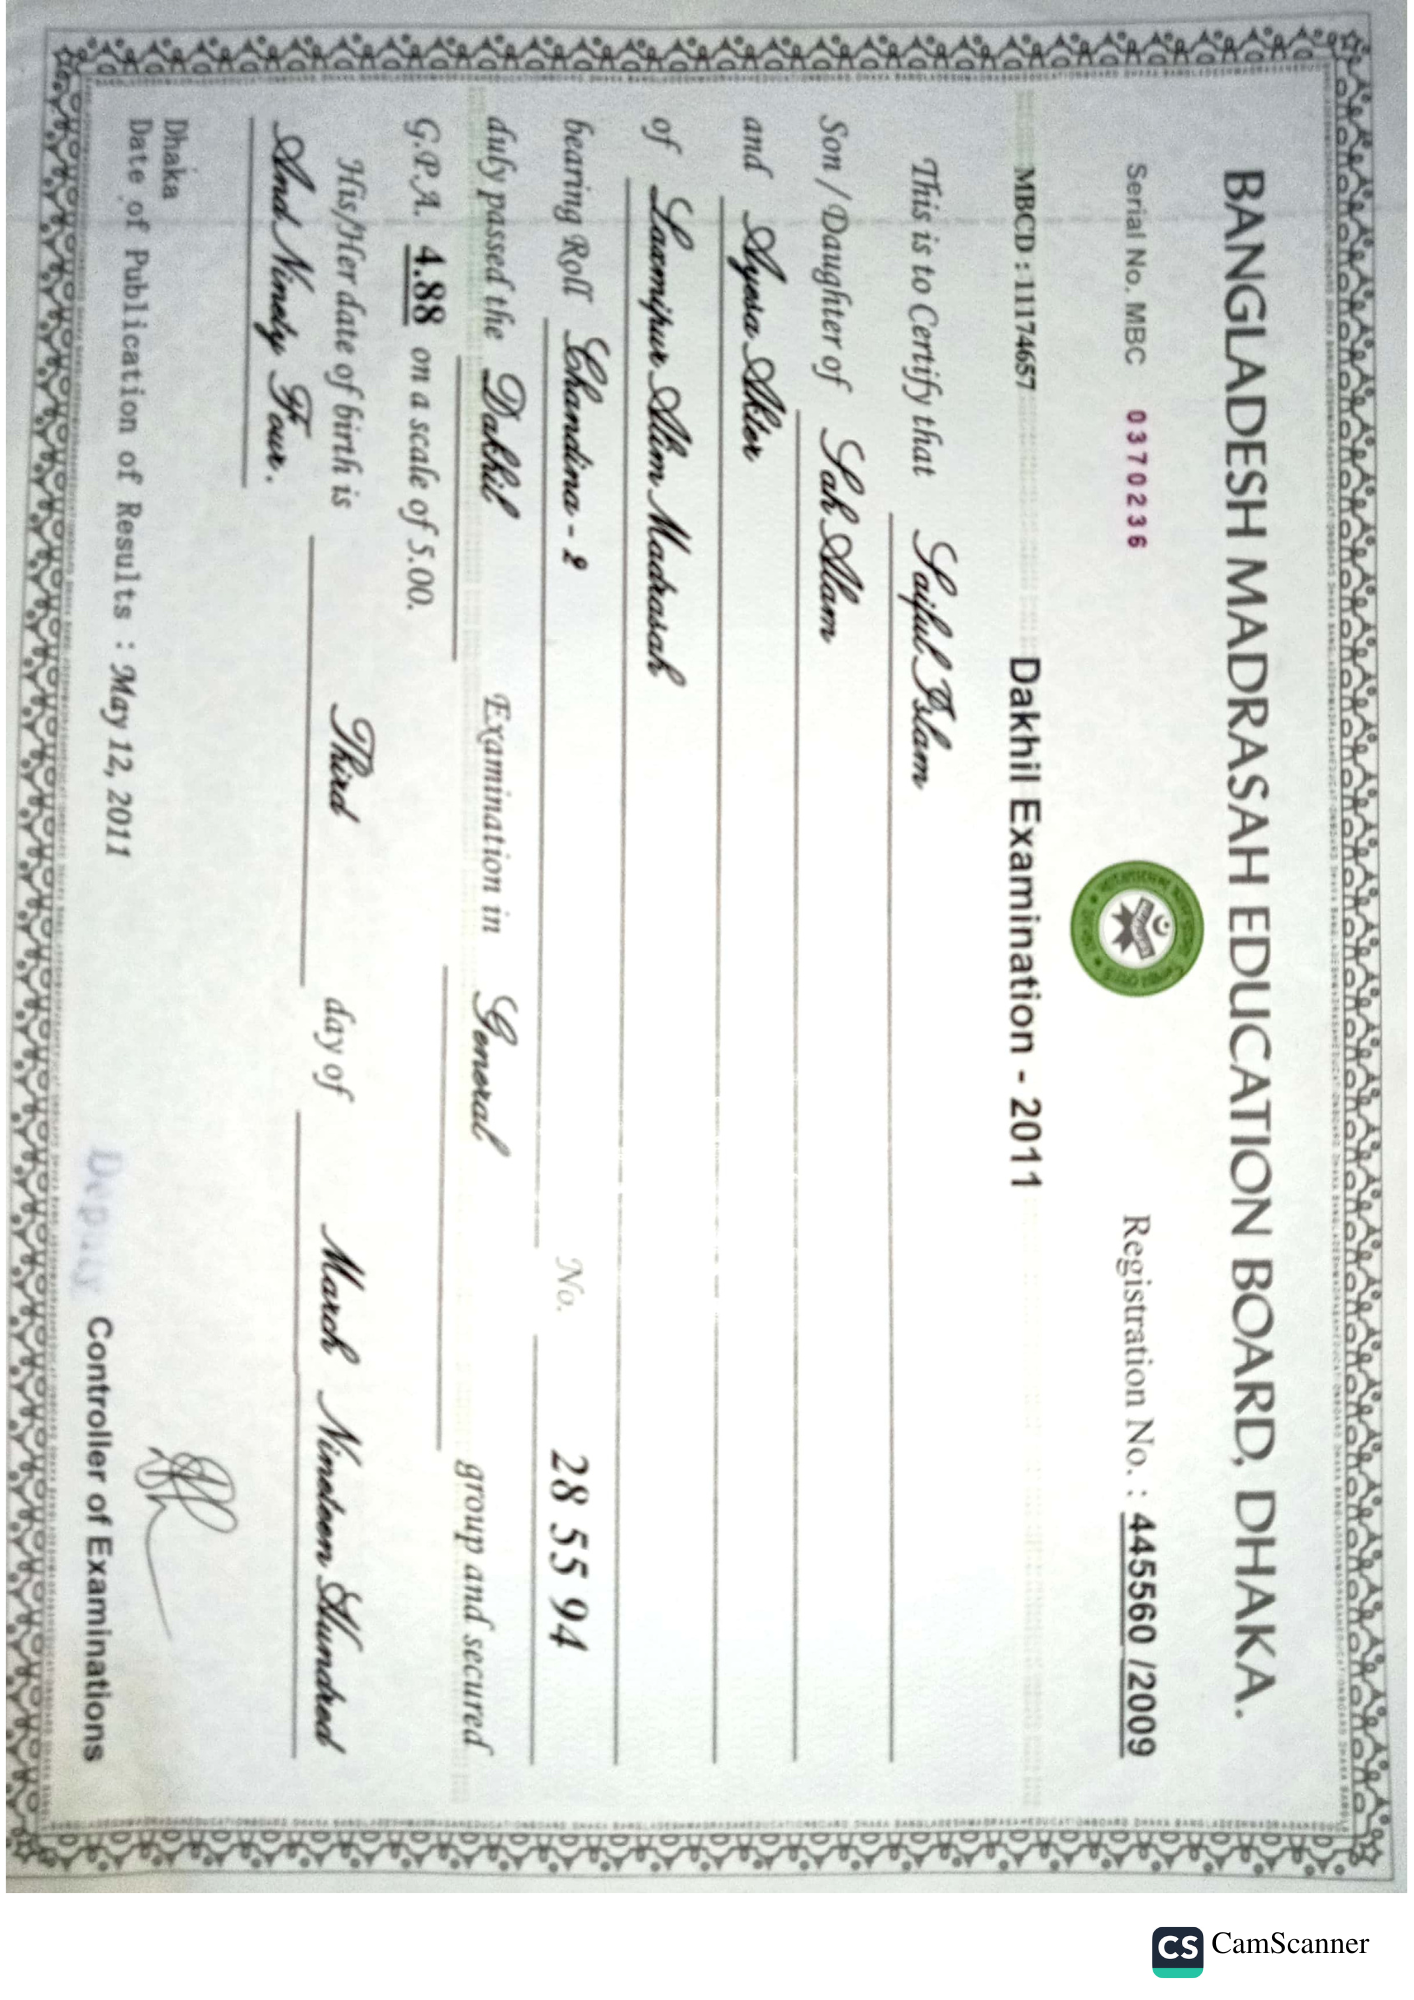 BANGLADESH MADRASAH EDUCATION BOARD, DHAKA.
Serial No. MBC 0370236
Registration No. : 445560 /2009
MBCD : 11174657
Dakhil Examination - 2011
This is to Certify that Saiful Islam
Son / Daughter of Sah Alam
and Ayesa Akter
of Laxmipur Alim Madrasah
bearing Roll Chandina - 2 No. 28 55 94
duly passed the Dakhil Examination in General group and secured
G.P.A. 4.88 on a scale of 5.00.
His/Her date of birth is Third day of March Nineteen Hundred
And Ninety Four.
Dhaka
Date of Publication of Results : May 12, 2011
Deputy Controller of Examinations
CS CamScanner